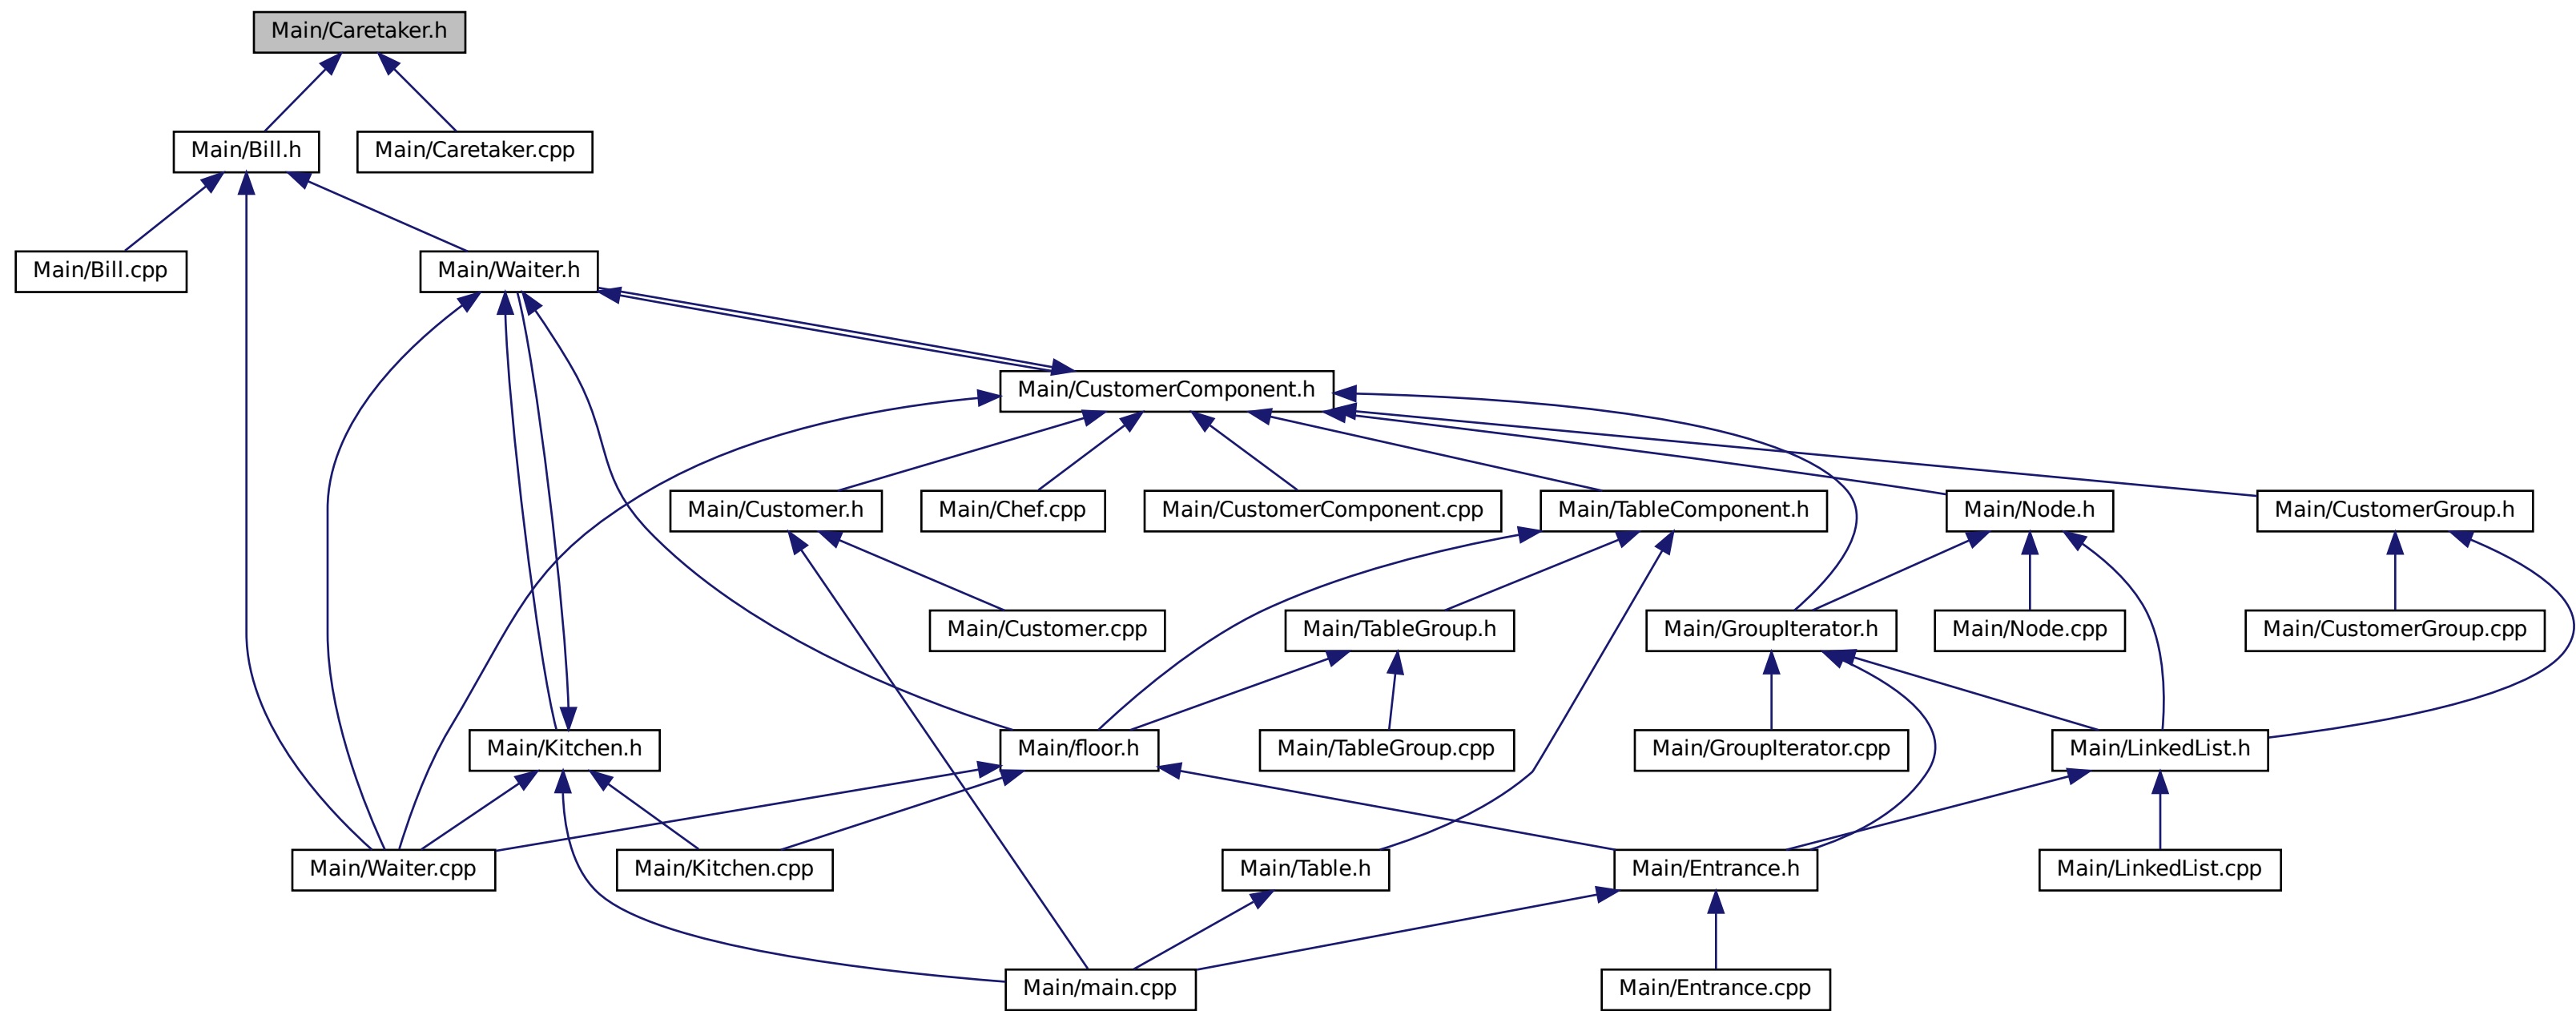 Main/Caretaker.h
Main/Bill.h
Main/Caretaker.cpp
Main/Bill.cpp
Main/Waiter.h
Main/CustomerComponent.h
Main/Customer.h
Main/Chef.cpp
Main/CustomerComponent.cpp
Main/TableComponent.h
Main/Node.h
Main/CustomerGroup.h
Main/Customer.cpp
Main/TableGroup.h
Main/GroupIterator.h
Main/Node.cpp
Main/CustomerGroup.cpp
Main/Kitchen.h
Main/floor.h
Main/TableGroup.cpp
Main/GroupIterator.cpp
Main/LinkedList.h
Main/Waiter.cpp
Main/Kitchen.cpp
Main/Table.h
Main/Entrance.h
Main/LinkedList.cpp
Main/main.cpp
Main/Entrance.cpp